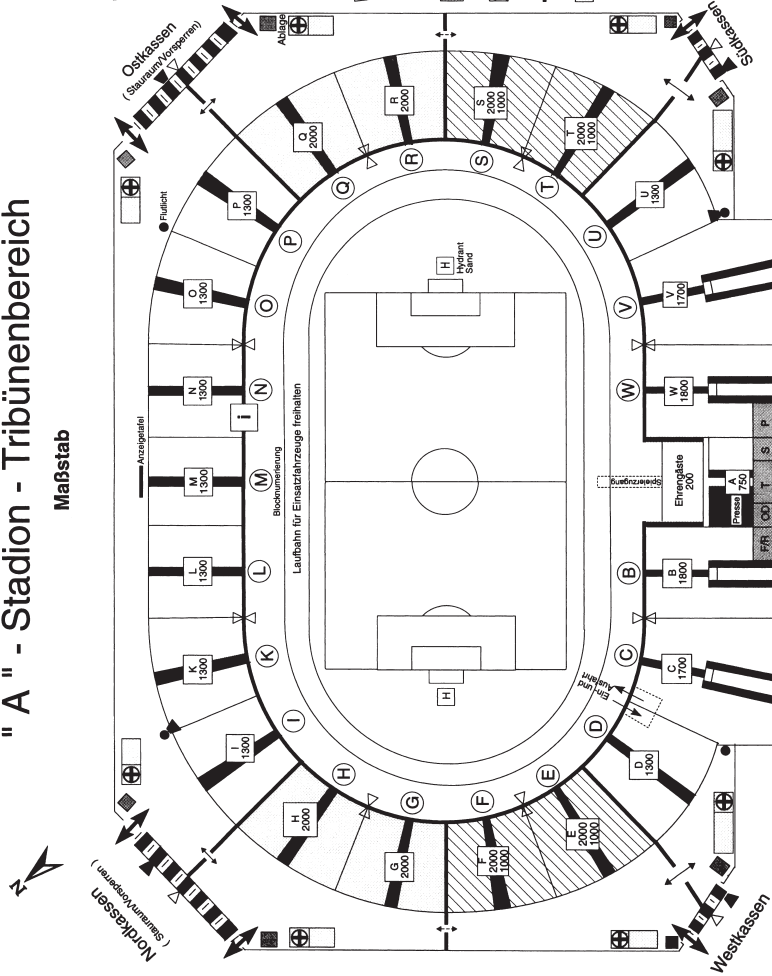 " A " - Stadion - Tribünenbereich
Maßstab
N
Ostkassen
( Stauraum/Vorsperren)
Südkassen
Nordkassen
( Stauraum/Vorsperren )
Westkassen
Ablage
Flutlicht
Anzeigetafel
Blocknumerierung
Laufbahn für Einsatzfahrzeuge freihalten
i
H
Hydrant
Sand
H
Spielerzugang
Ehrengäste
200
Presse
A
750
F/R
OD
T
S
P
Ein- und
Ausfahrt
B
1800
C
1700
D
1300
E
2000
1000
F
2000
1000
G
2000
H
2000
I
1300
K
1300
L
1300
M
1300
N
1300
O
1300
P
1300
Q
2000
R
2000
S
2000
1000
T
2000
1000
U
1300
V
1700
W
1800
B
C
D
E
F
G
H
I
K
L
M
N
O
P
Q
R
S
T
U
V
W